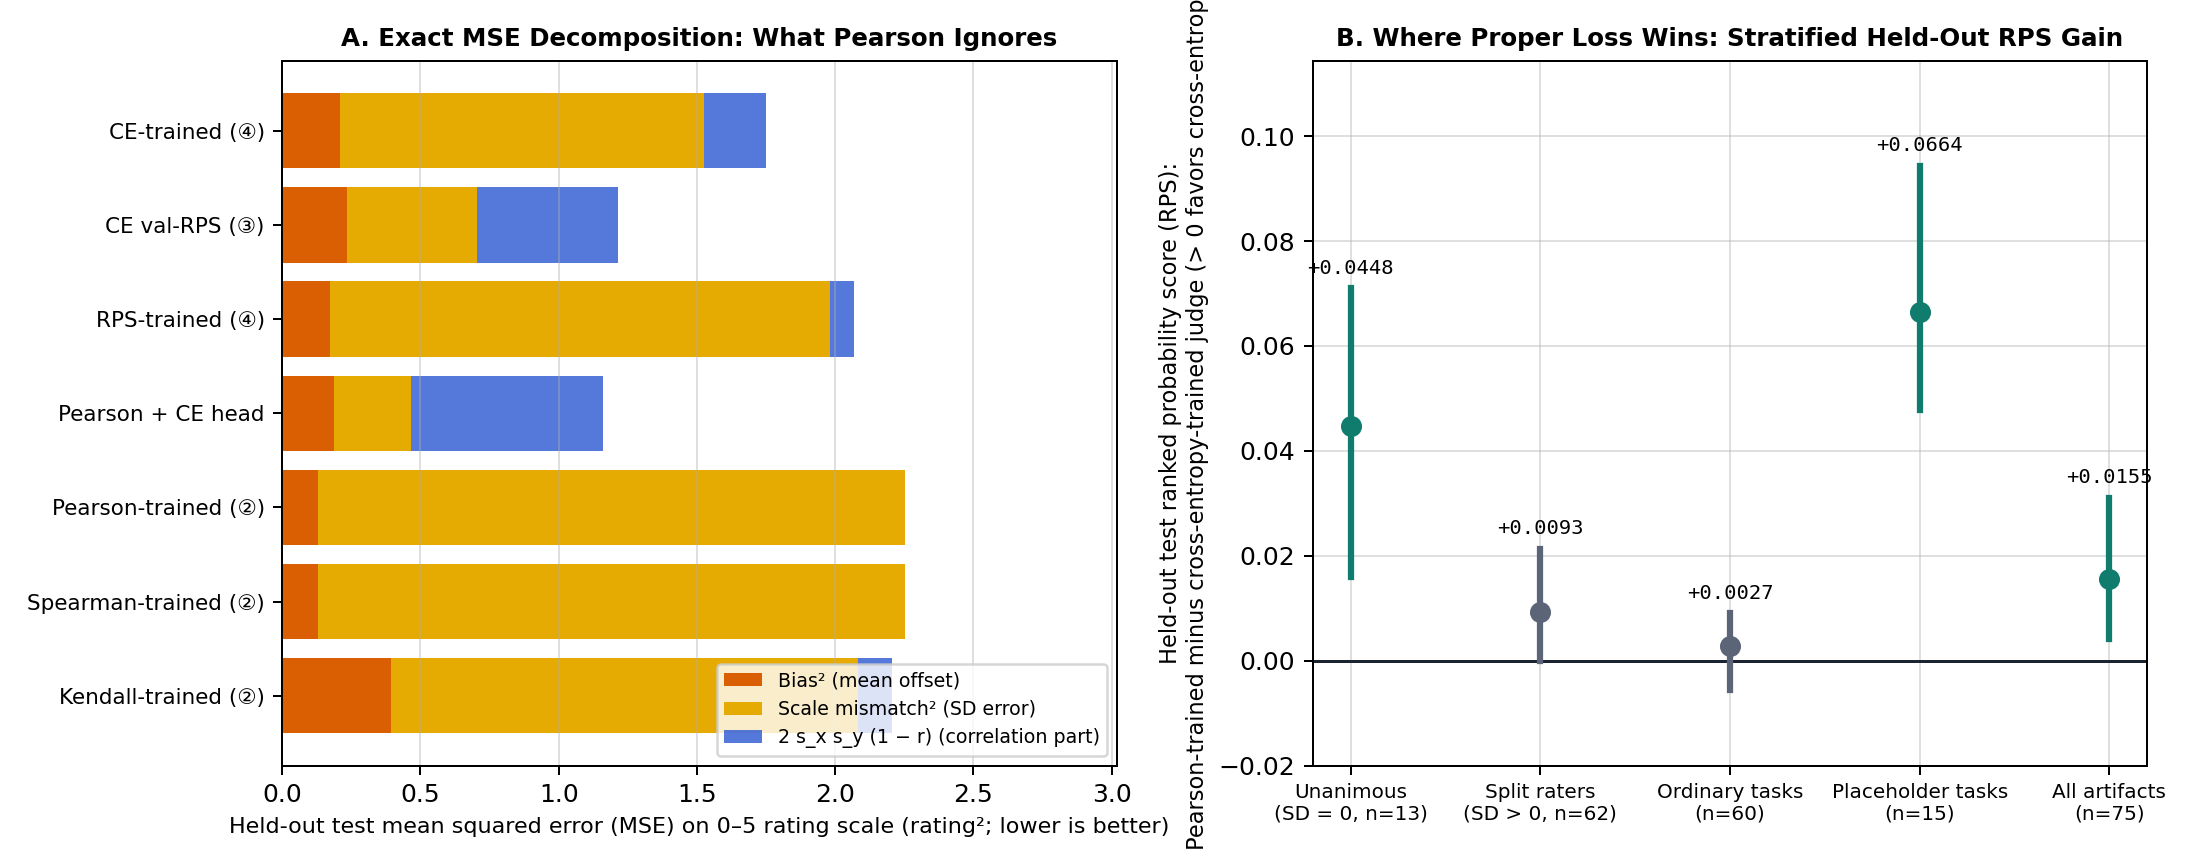 A. Exact MSE Decomposition: What Pearson Ignores
CE-trained (④)
CE val-RPS (③)
RPS-trained (④)
Pearson + CE head
Pearson-trained (②)
Spearman-trained (②)
Kendall-trained (②)
Bias² (mean offset)
Scale mismatch² (SD error)
2 s_x s_y (1 − r) (correlation part)
0.0 0.5 1.0 1.5 2.0 2.5 3.0
Held-out test mean squared error (MSE) on 0–5 rating scale (rating²; lower is better)
B. Where Proper Loss Wins: Stratified Held-Out RPS Gain
Held-out test ranked probability score (RPS):
Pearson-trained minus cross-entropy-trained judge (> 0 favors cross-entrop
0.10
0.08
0.06
0.04
0.02
0.00
−0.02
+0.0448
+0.0093
+0.0027
+0.0664
+0.0155
Unanimous
(SD = 0, n=13)
Split raters
(SD > 0, n=62)
Ordinary tasks
(n=60)
Placeholder tasks
(n=15)
All artifacts
(n=75)